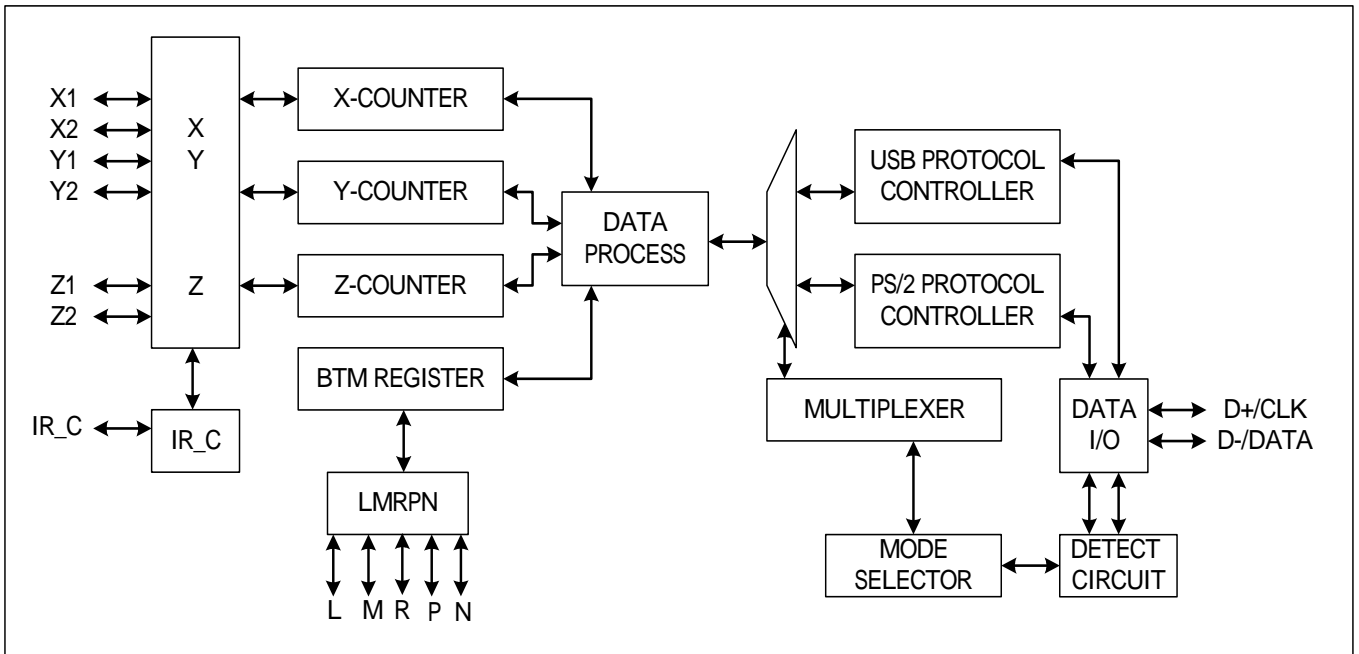 X1
X2
Y1
Y2
Z1
Z2
IR_C
X
Y
Z
IR_C
X-COUNTER
Y-COUNTER
Z-COUNTER
BTM REGISTER
LMRPN
L M R P N
DATA
PROCESS
USB PROTOCOL
CONTROLLER
PS/2 PROTOCOL
CONTROLLER
MULTIPLEXER
MODE
SELECTOR
DATA
I/O
DETECT
CIRCUIT
D+/CLK
D-/DATA